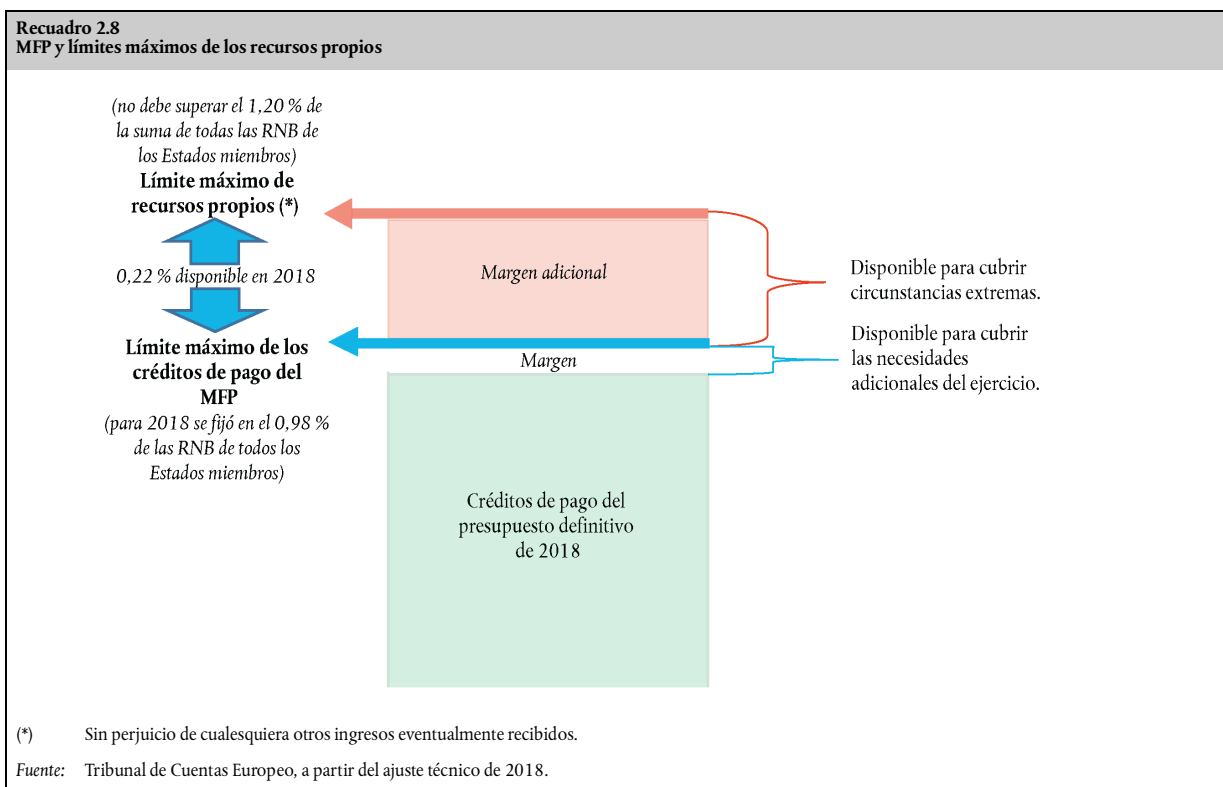 Recuadro 2.8
MFP y límites máximos de los recursos propios
(no debe superar el 1,20 % de
la suma de todas las RNB de
los Estados miembros)
Límite máximo de
recursos propios (*)
0,22 % disponible en 2018
Límite máximo de los
créditos de pago del
MFP
(para 2018 se fijó en el 0,98 %
de las RNB de todos los
Estados miembros)
Margen adicional
Margen
Créditos de pago del
presupuesto definitivo
de 2018
Disponible para cubrir
circunstancias extremas.
Disponible para cubrir
las necesidades
adicionales del ejercicio.
(*) Sin perjuicio de cualesquiera otros ingresos eventualmente recibidos.
Fuente: Tribunal de Cuentas Europeo, a partir del ajuste técnico de 2018.